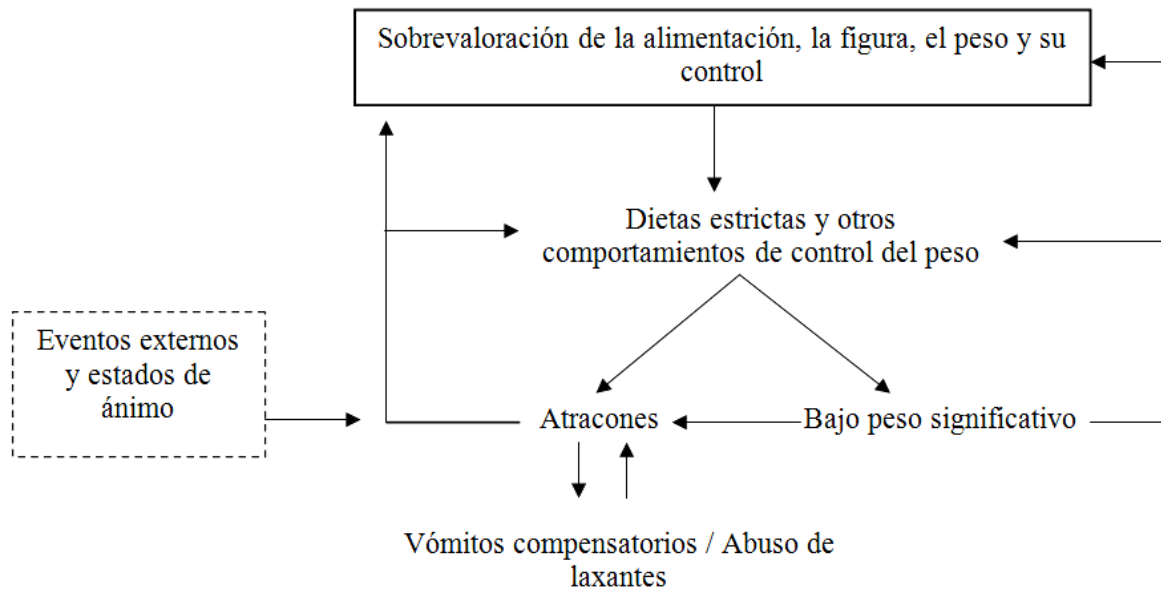 Sobrevaloración de la alimentación, la figura, el peso y su
control
Dietas estrictas y otros
comportamientos de control del peso
Eventos externos
y estados de
ánimo
Atracones
Bajo peso significativo
Vómitos compensatorios / Abuso de
laxantes